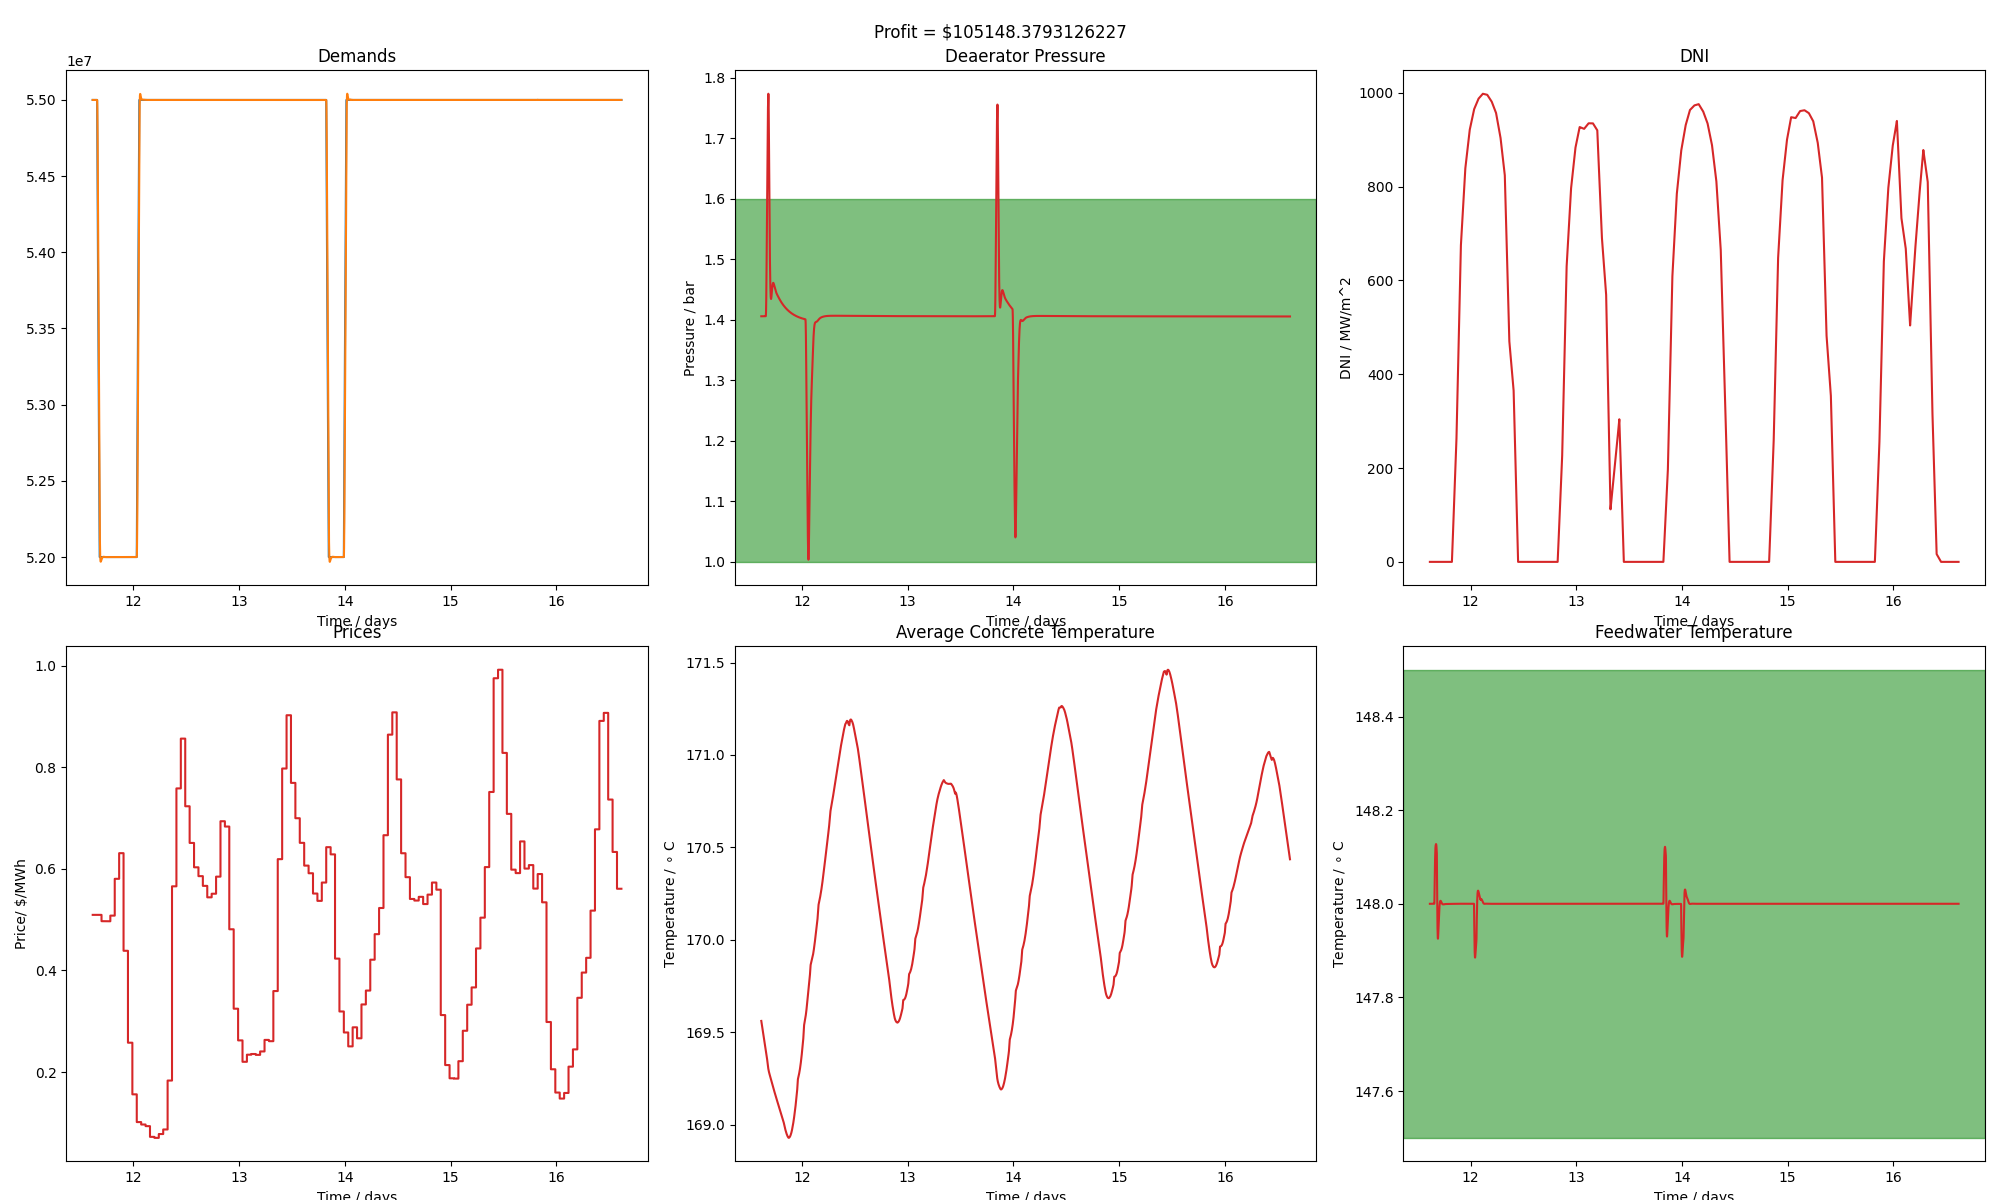 Profit = $105148.3793126227
Demands
1e7
5.50
5.45
5.40
5.35
5.30
5.25
5.20
12 13 14 15 16
Time / days
Deaerator Pressure
Pressure / bar
1.8
1.7
1.6
1.5
1.4
1.3
1.2
1.1
1.0
12 13 14 15 16
Time / days
DNI
DNI / MW/m^2
1000
800
600
400
200
0
12 13 14 15 16
Time / days
Prices
Price/ $/MWh
1.0
0.8
0.6
0.4
0.2
12 13 14 15 16
Time / days
Average Concrete Temperature
Temperature / ∘ C
171.5
171.0
170.5
170.0
169.5
169.0
12 13 14 15 16
Time / days
Feedwater Temperature
Temperature / ∘ C
148.4
148.2
148.0
147.8
147.6
12 13 14 15 16
Time / days